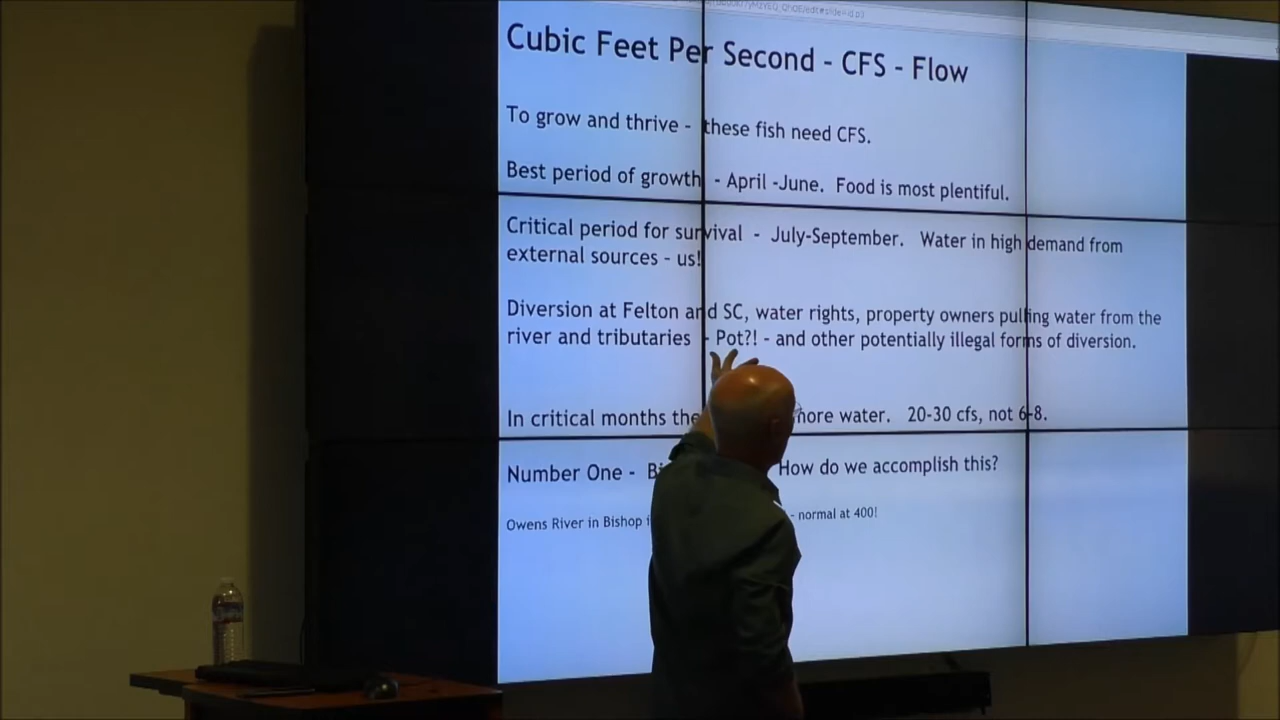 Cubic Feet Per Second - CFS - Flow
To grow and thrive - these fish need CFS.
Best period of growth - April -June. Food is most plentiful.
Critical period for survival - July-September. Water in high demand from
external sources - us!
Diversion at Felton and SC, water rights, property owners pulling water from the
river and tributaries - Pot?! - and other potentially illegal forms of diversion.
In critical months more water. 20-30 cfs, not 6-8.
Number One - How do we accomplish this?
Owens River in Bishop - normal at 400!